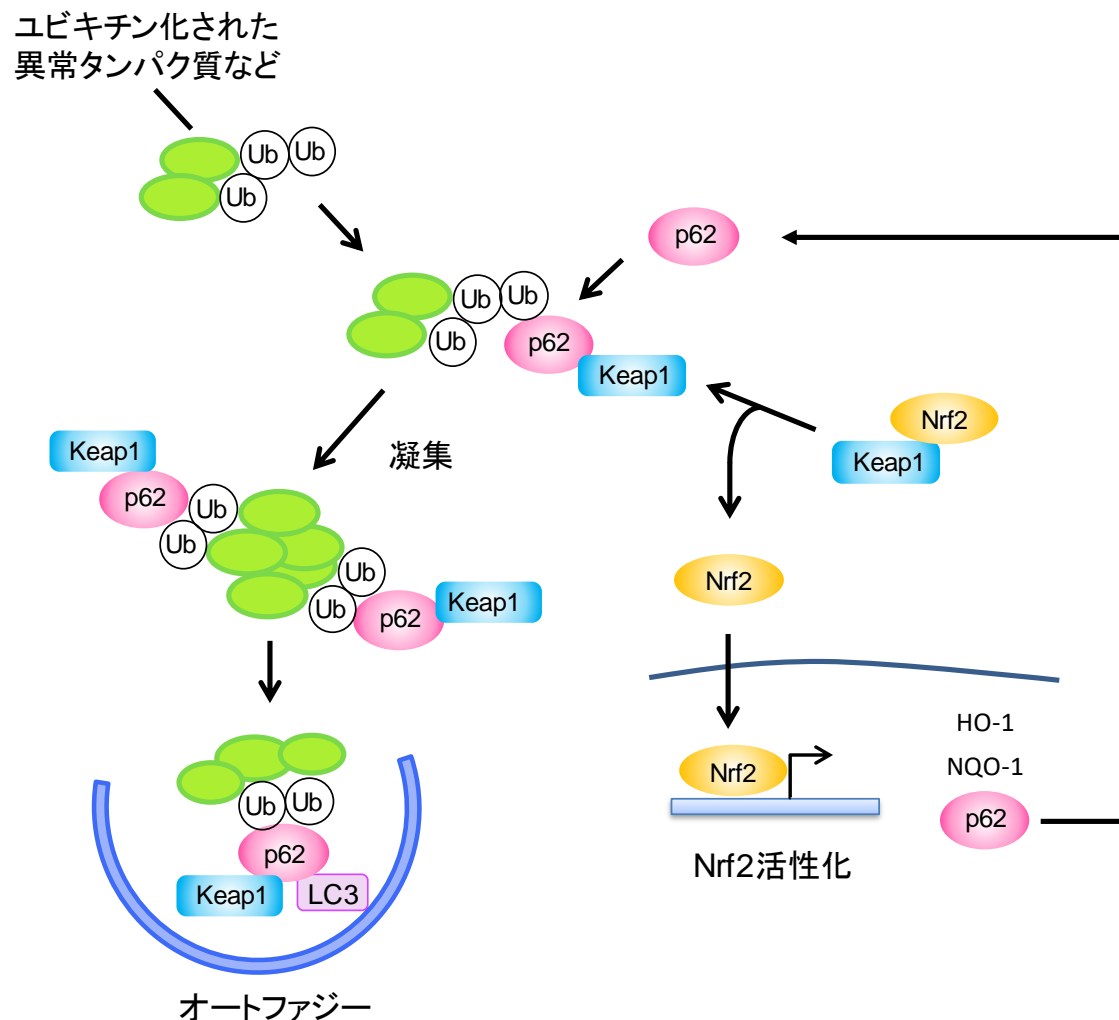 ユビキチン化された
異常タンパク質など
Ub
Ub
Ub
p62
Ub
Ub
Ub
p62
Keap1
Nrf2
Keap1
凝集
Keap1
p62
Ub
Ub
Ub
Ub
p62
Keap1
Nrf2
HO-1
NQO-1
p62
Nrf2
Nrf2活性化
Ub
Ub
p62
Keap1
LC3
オートファジー